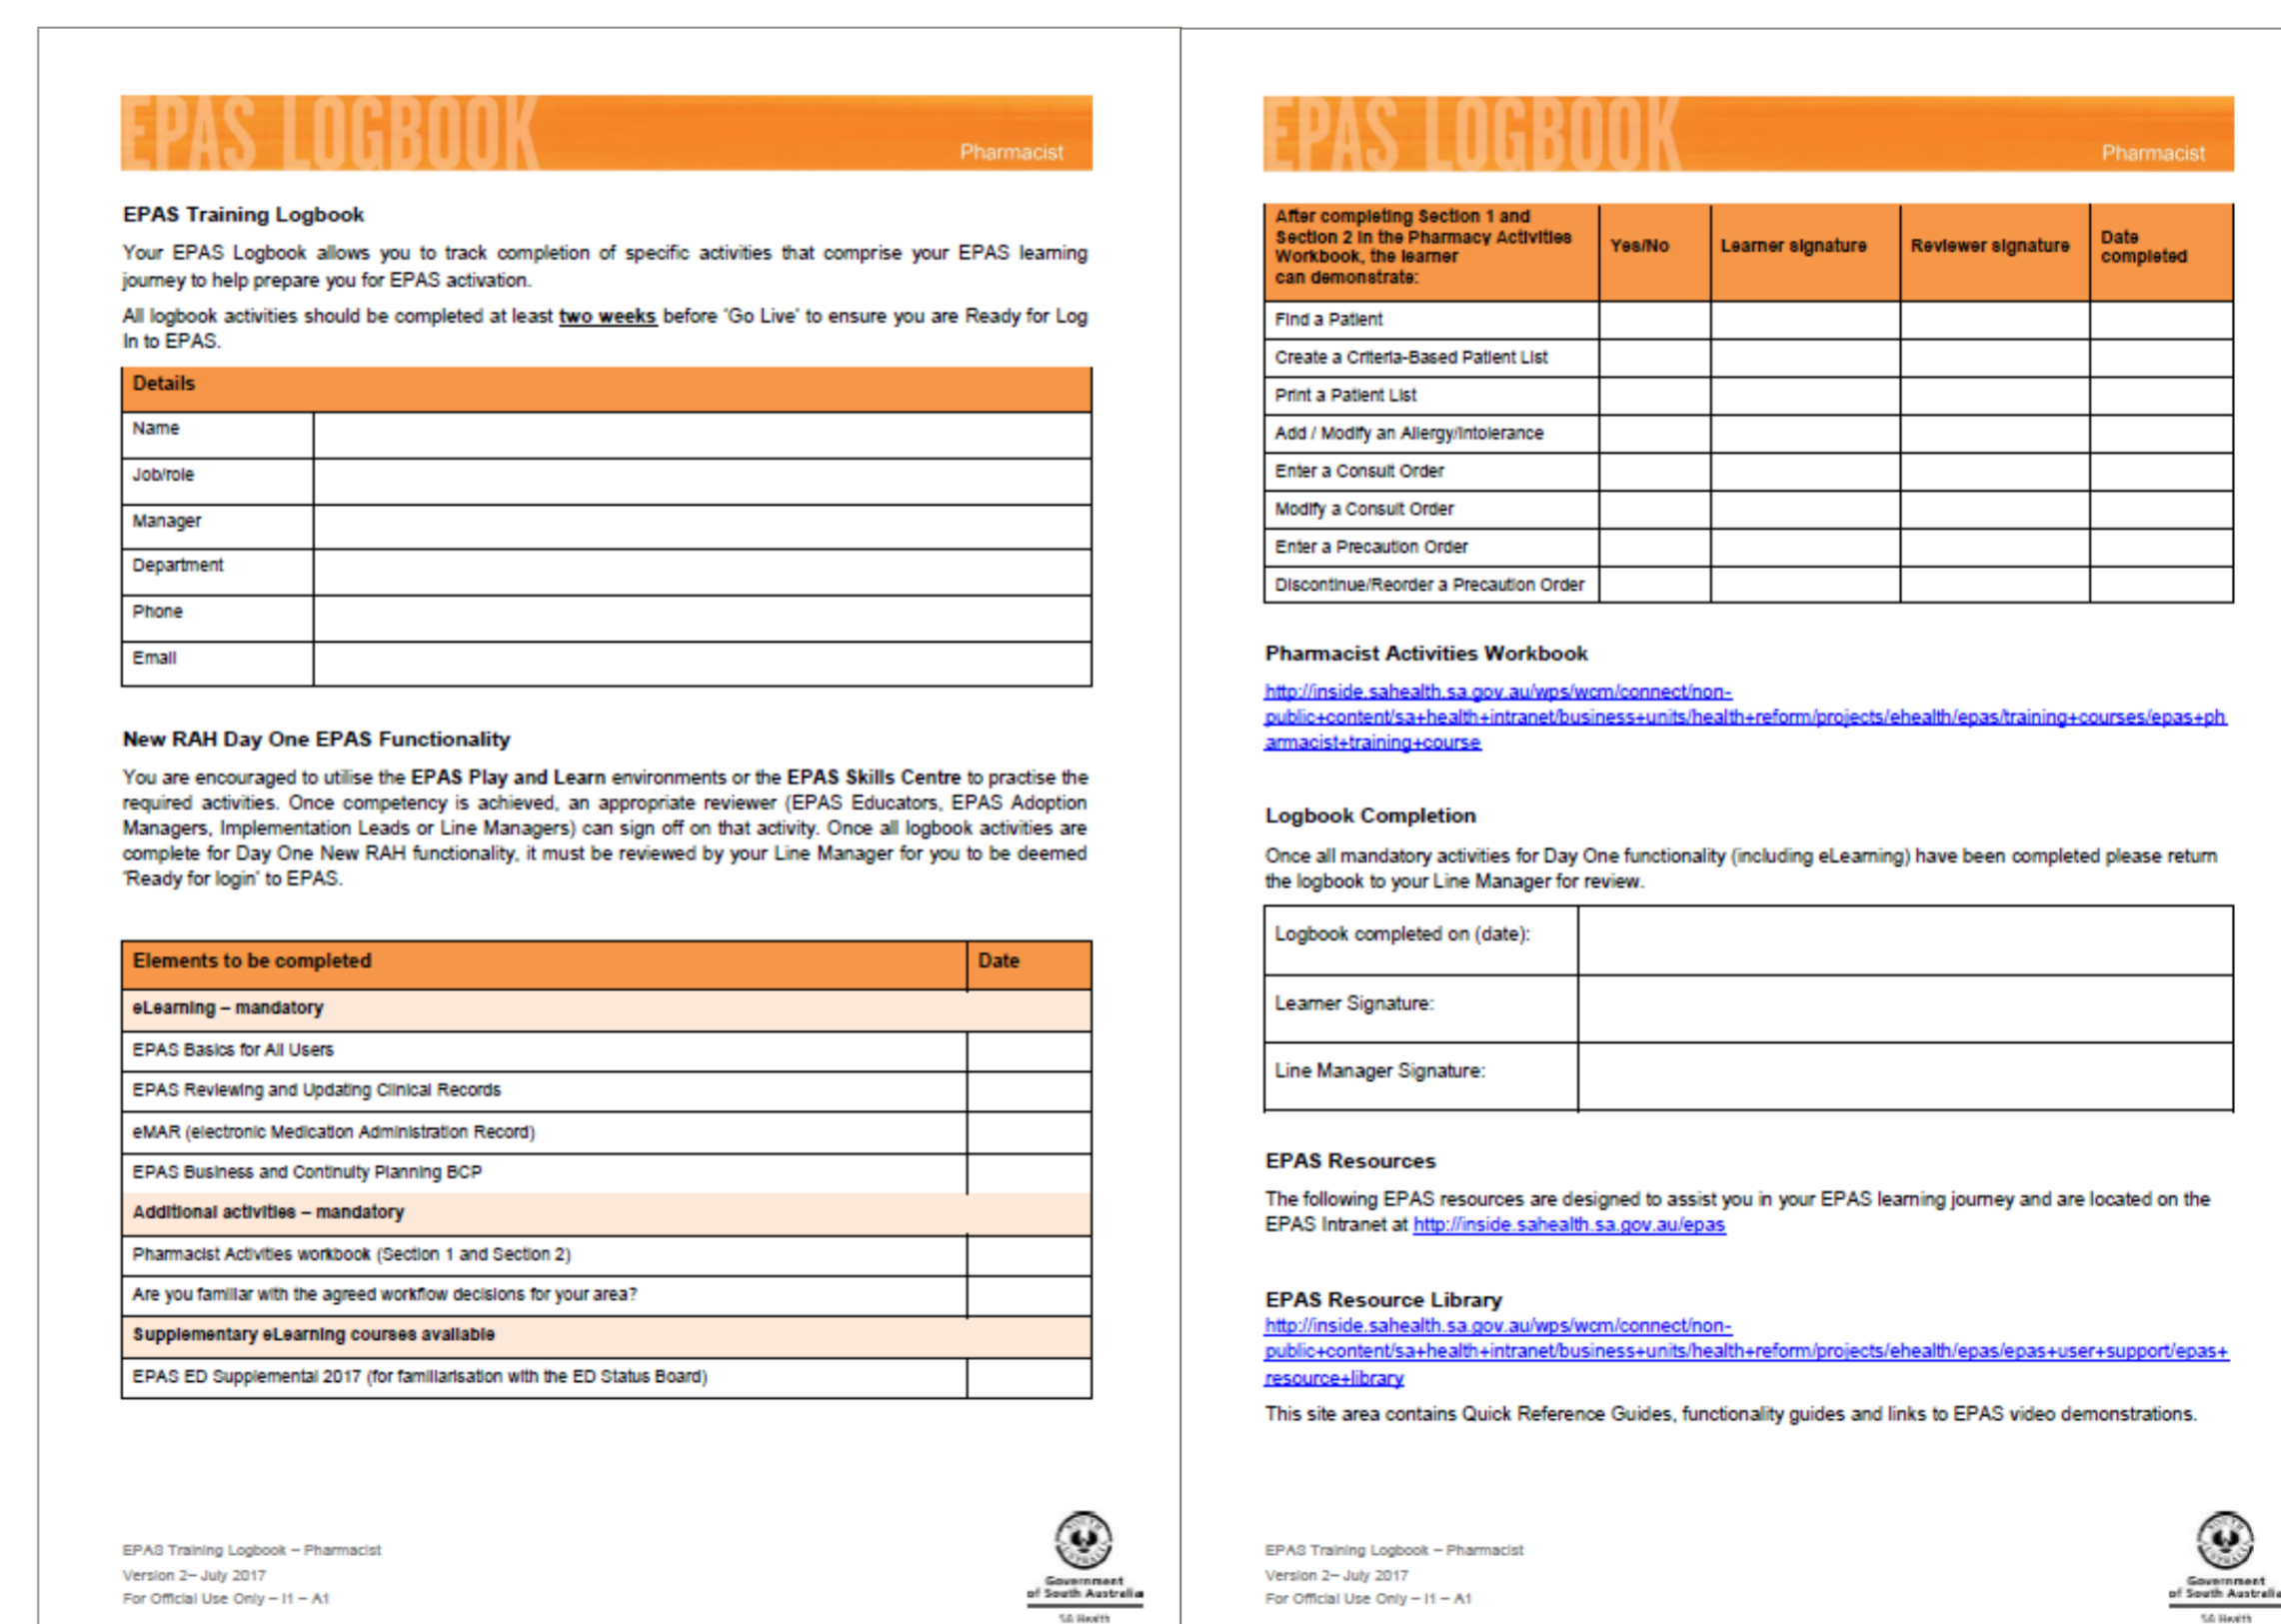 EPAS LOGBOOK
Pharmacist
EPAS Training Logbook
Your EPAS Logbook allows you to track completion of specific activities that comprise your EPAS learning
journey to help prepare you for EPAS activation.
All logbook activities should be completed at least two weeks before 'Go Live' to ensure you are Ready for Log
In to EPAS.
Details
Name
Job/role
Manager
Department
Phone
Email
New RAH Day One EPAS Functionality
You are encouraged to utilise the EPAS Play and Learn environments or the EPAS Skills Centre to practise the
required activities. Once competency is achieved, an appropriate reviewer (EPAS Educators, EPAS Adoption
Managers, Implementation Leads or Line Managers) can sign off on that activity. Once all logbook activities are
complete for Day One New RAH functionality, it must be reviewed by your Line Manager for you to be deemed
'Ready for login' to EPAS.
Elements to be completed Date
eLearning – mandatory
EPAS Basics for All Users
EPAS Reviewing and Updating Clinical Records
eMAR (electronic Medication Administration Record)
EPAS Business and Continuity Planning BCP
Additional activities – mandatory
Pharmacist Activities workbook (Section 1 and Section 2)
Are you familiar with the agreed workflow decisions for your area?
Supplementary eLearning courses available
EPAS ED Supplemental 2017 (for familiarisation with the ED Status Board)
EPAS Training Logbook – Pharmacist
Version 2– July 2017
For Official Use Only – I1 – A1
SOUTH AUSTRALIA
Government
of South Australia
SA Health
EPAS LOGBOOK
Pharmacist
After completing Section 1 and
Section 2 in the Pharmacy Activities
Workbook, the learner
can demonstrate:
Yes/No
Learner signature
Reviewer signature
Date
completed
Find a Patient
Create a Criteria-Based Patient List
Print a Patient List
Add / Modify an Allergy/Intolerance
Enter a Consult Order
Modify a Consult Order
Enter a Precaution Order
Discontinue/Reorder a Precaution Order
Pharmacist Activities Workbook
http://inside.sahealth.sa.gov.au/wps/wcm/connect/non-
public+content/sa+health+intranet/business+units/health+reform/projects/ehealth/epas/training+courses/epas+ph
armacist+training+course
Logbook Completion
Once all mandatory activities for Day One functionality (including eLearning) have been completed please return
the logbook to your Line Manager for review.
Logbook completed on (date):
Learner Signature:
Line Manager Signature:
EPAS Resources
The following EPAS resources are designed to assist you in your EPAS learning journey and are located on the
EPAS Intranet at http://inside.sahealth.sa.gov.au/epas
EPAS Resource Library
http://inside.sahealth.sa.gov.au/wps/wcm/connect/non-
public+content/sa+health+intranet/business+units/health+reform/projects/ehealth/epas/epas+user+support/epas+
resource+library
This site area contains Quick Reference Guides, functionality guides and links to EPAS video demonstrations.
EPAS Training Logbook – Pharmacist
Version 2– July 2017
For Official Use Only – I1 – A1
SOUTH AUSTRALIA
Government
of South Australia
SA Health